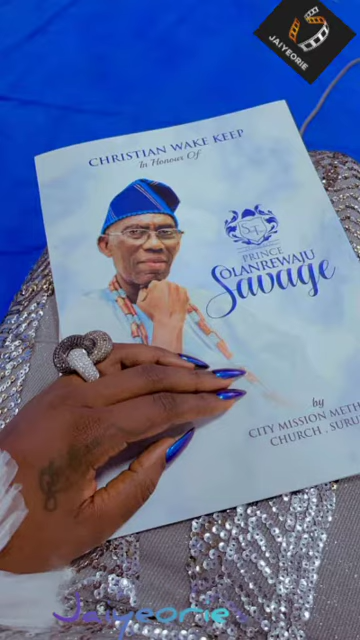 JAIYEORIE
CHRISTIAN WAKE KEEP
In Honour Of
PRINCE
OLANREWAJU
Savage
by
CITY MISSION METH
CHURCH . SURU
Jaiyeorie